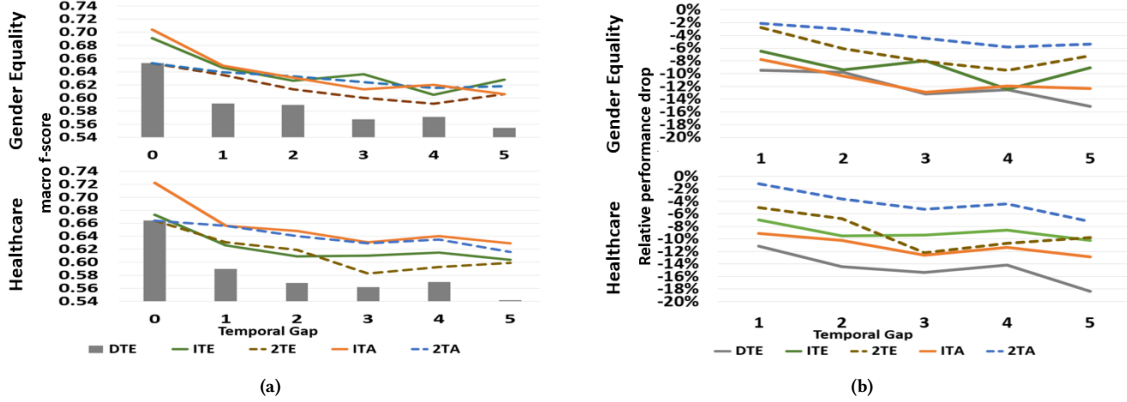 0.74
0.72
0.70
0.68
0.66
0.64
0.62
0.60
0.58
0.56
0.54
Gender Equality
macro f-score
0 1 2 3 4 5
0.74
0.72
0.70
0.68
0.66
0.64
0.62
0.60
0.58
0.56
0.54
Healthcare
0 1 2 3 4 5
Temporal Gap
DTE ITE 2TE ITA 2TA
(a)
0%
-2%
-4%
-6%
-8%
-10%
-12%
-14%
-16%
-18%
-20%
Gender Equality
Relative performance drop
1 2 3 4 5
0%
-2%
-4%
-6%
-8%
-10%
-12%
-14%
-16%
-18%
-20%
Healthcare
1 2 3 4 5
Temporal Gap
DTE ITE 2TE ITA 2TA
(b)